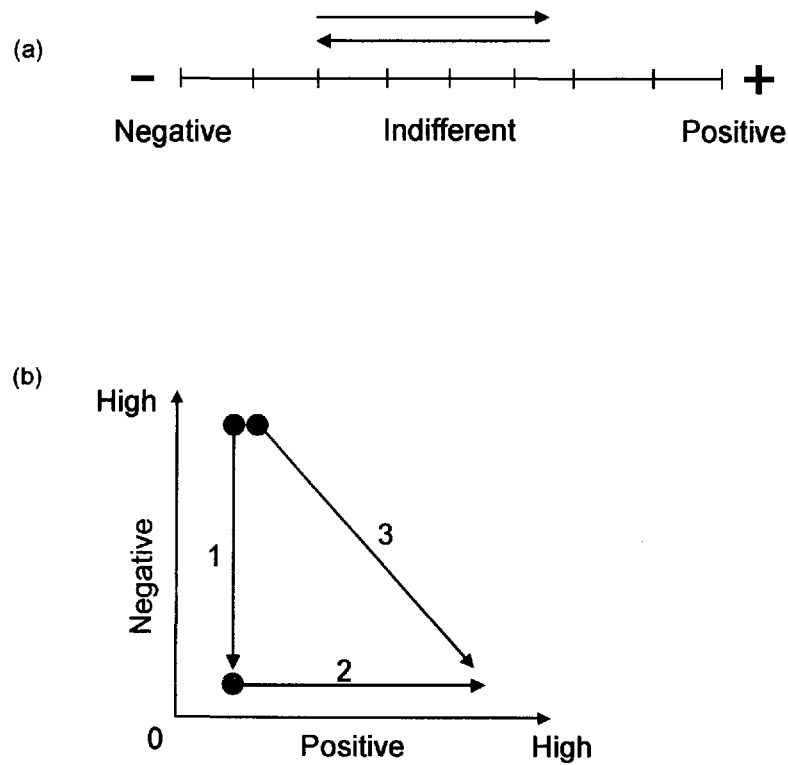 (a)
− +
Negative Indifferent Positive
(b)
High
Negative
1
3
2
0 Positive High